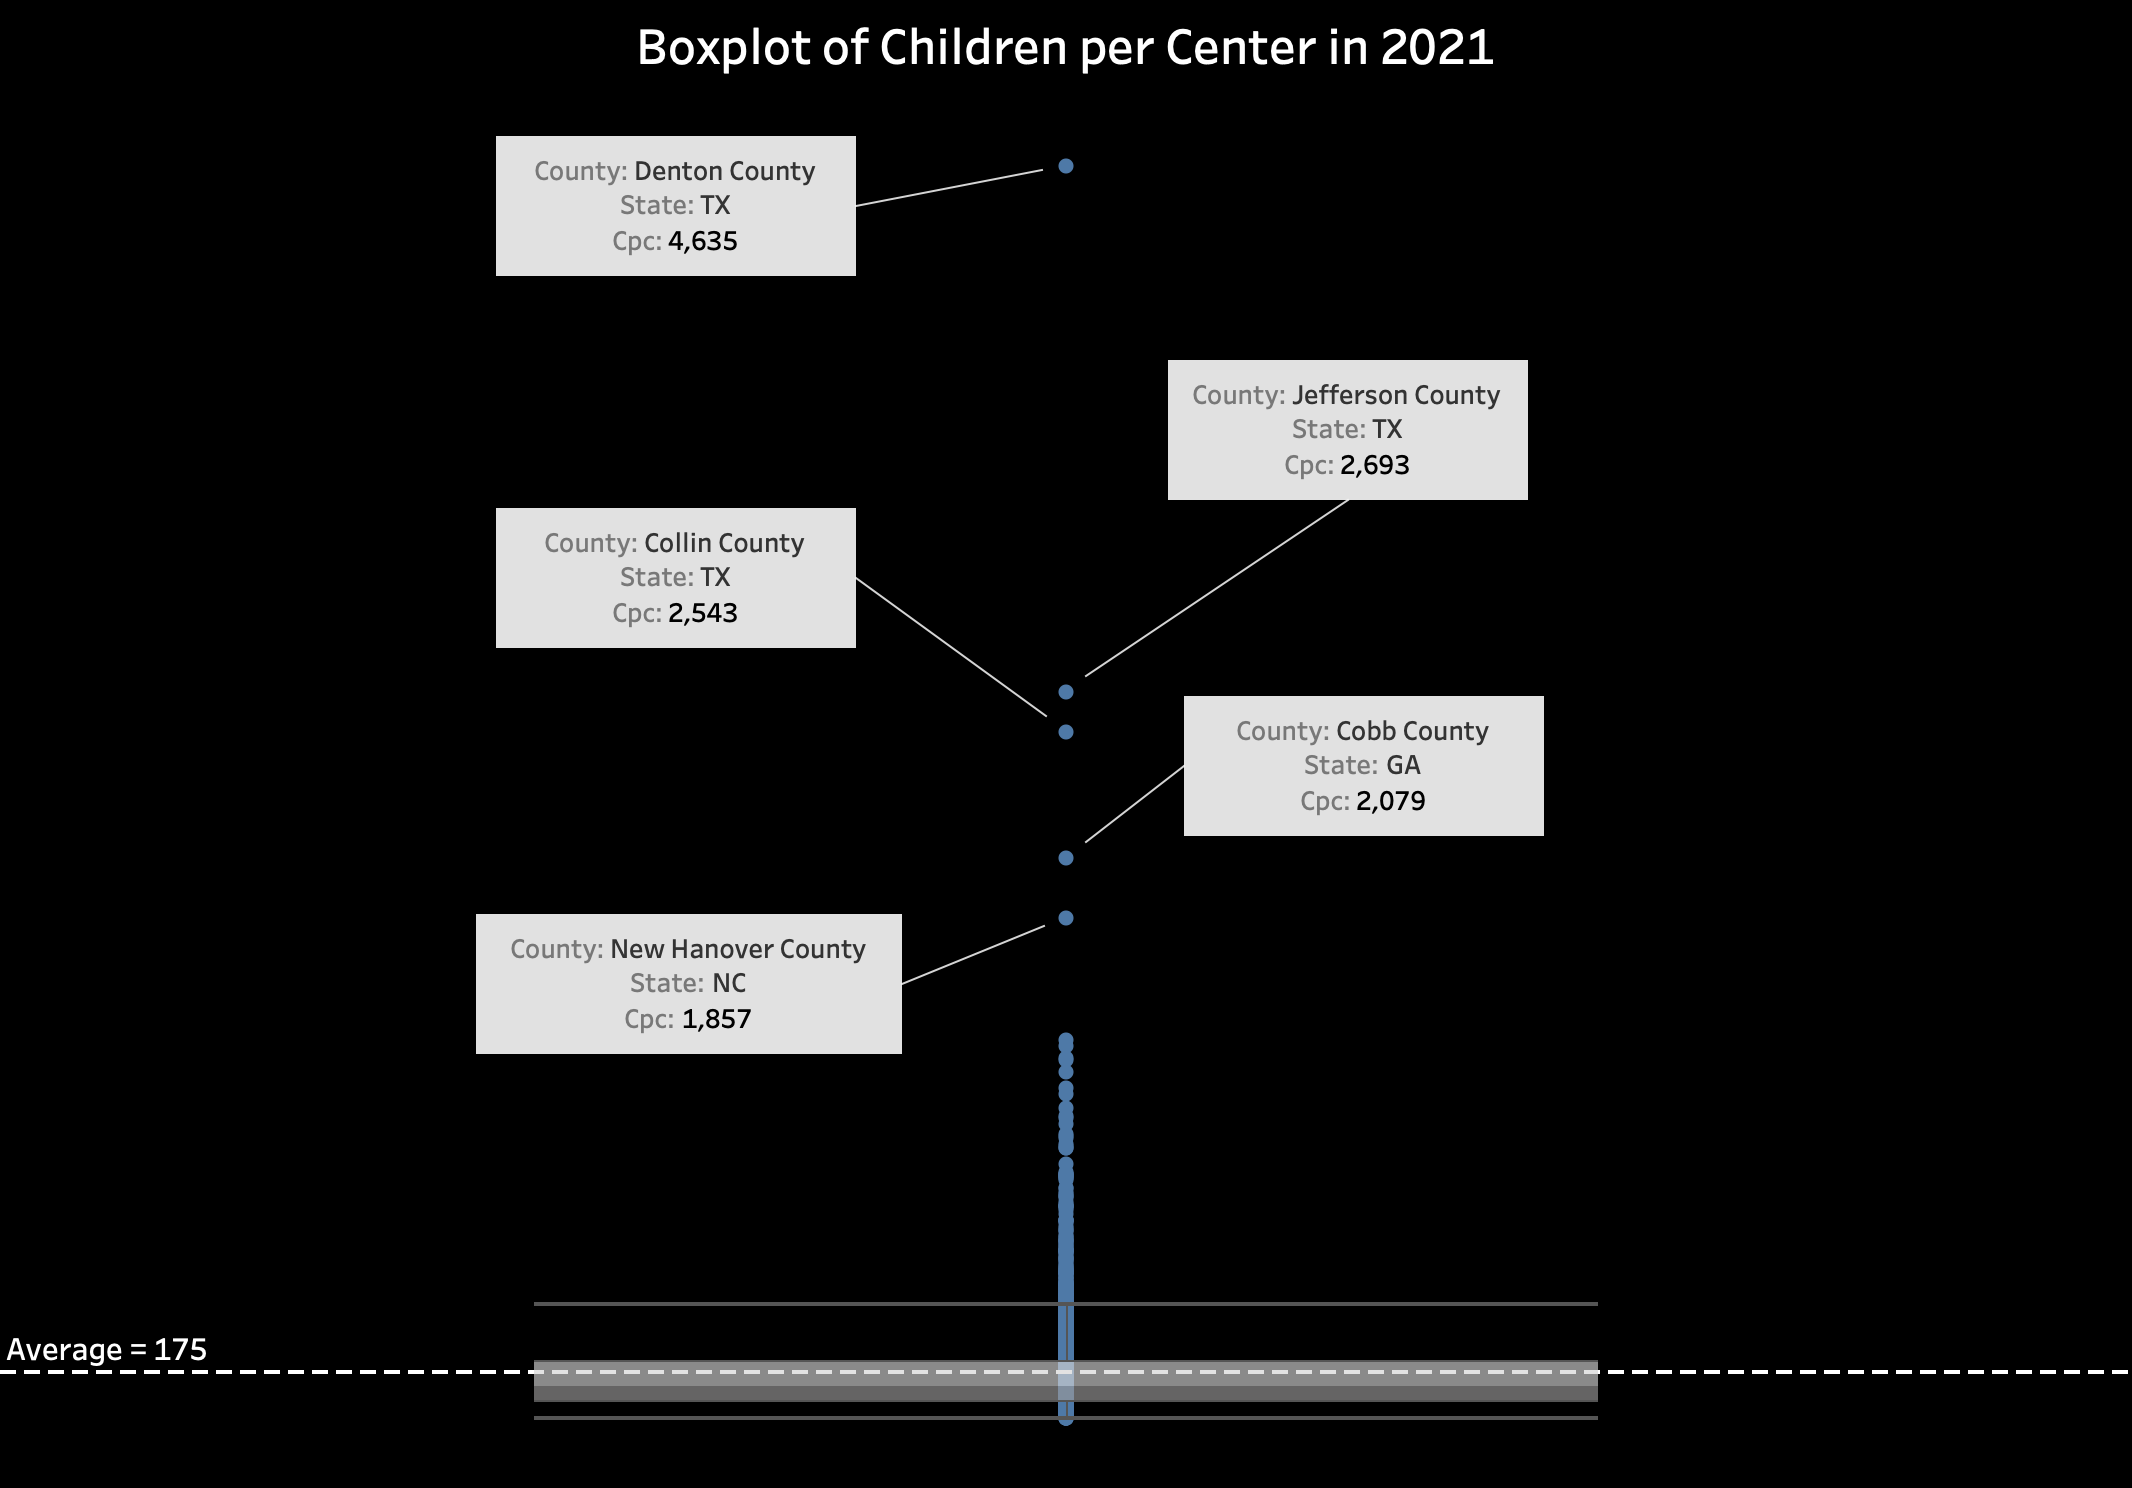 Boxplot of Children per Center in 2021
County: Denton County
State: TX
Cpc: 4,635
County: Jefferson County
State: TX
Cpc: 2,693
County: Collin County
State: TX
Cpc: 2,543
County: Cobb County
State: GA
Cpc: 2,079
County: New Hanover County
State: NC
Cpc: 1,857
Average = 175